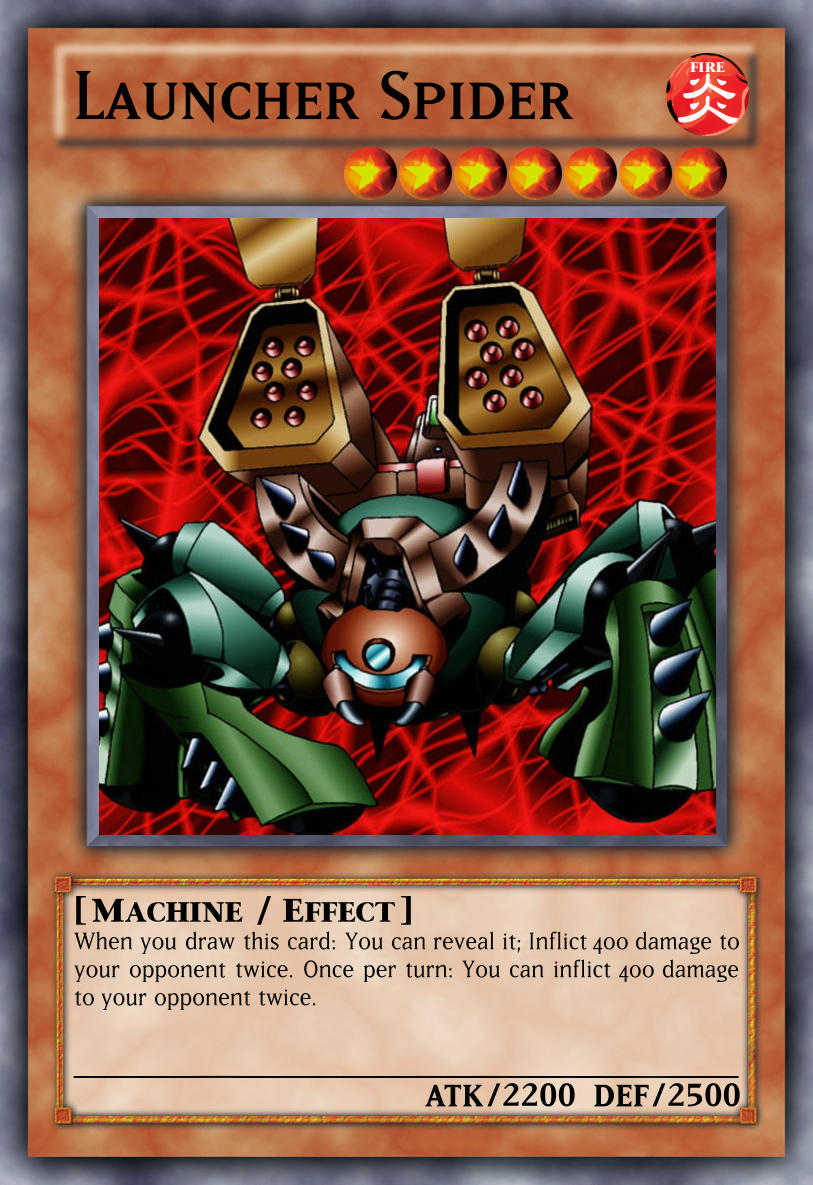 Launcher Spider
FIRE
炎
[ Machine / Effect ]
When you draw this card: You can reveal it; Inflict 400 damage to
your opponent twice. Once per turn: You can inflict 400 damage
to your opponent twice.
ATK/2200 DEF/2500